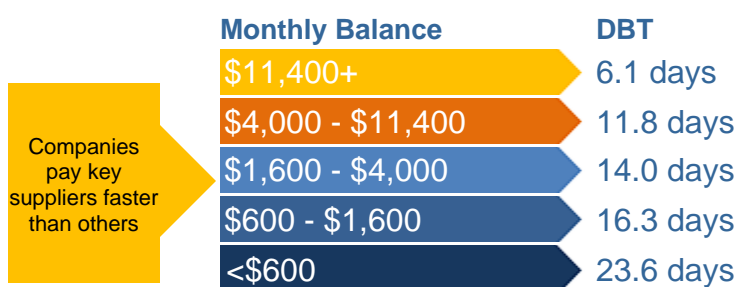 Monthly Balance DBT
$11,400+ 6.1 days
$4,000 - $11,400 11.8 days
$1,600 - $4,000 14.0 days
$600 - $1,600 16.3 days
<$600 23.6 days
Companies
pay key
suppliers faster
than others